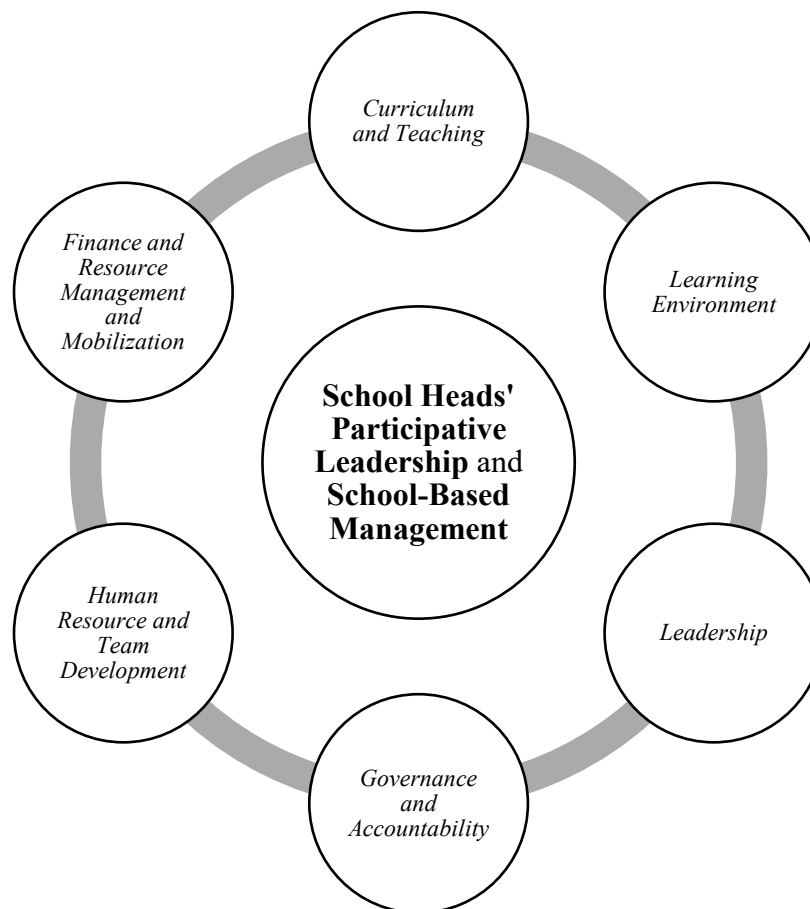 Curriculum
and Teaching
Finance and
Resource
Management
and
Mobilization
Learning
Environment
School Heads'
Participative
Leadership and
School-Based
Management
Human
Resource and
Team
Development
Leadership
Governance
and
Accountability